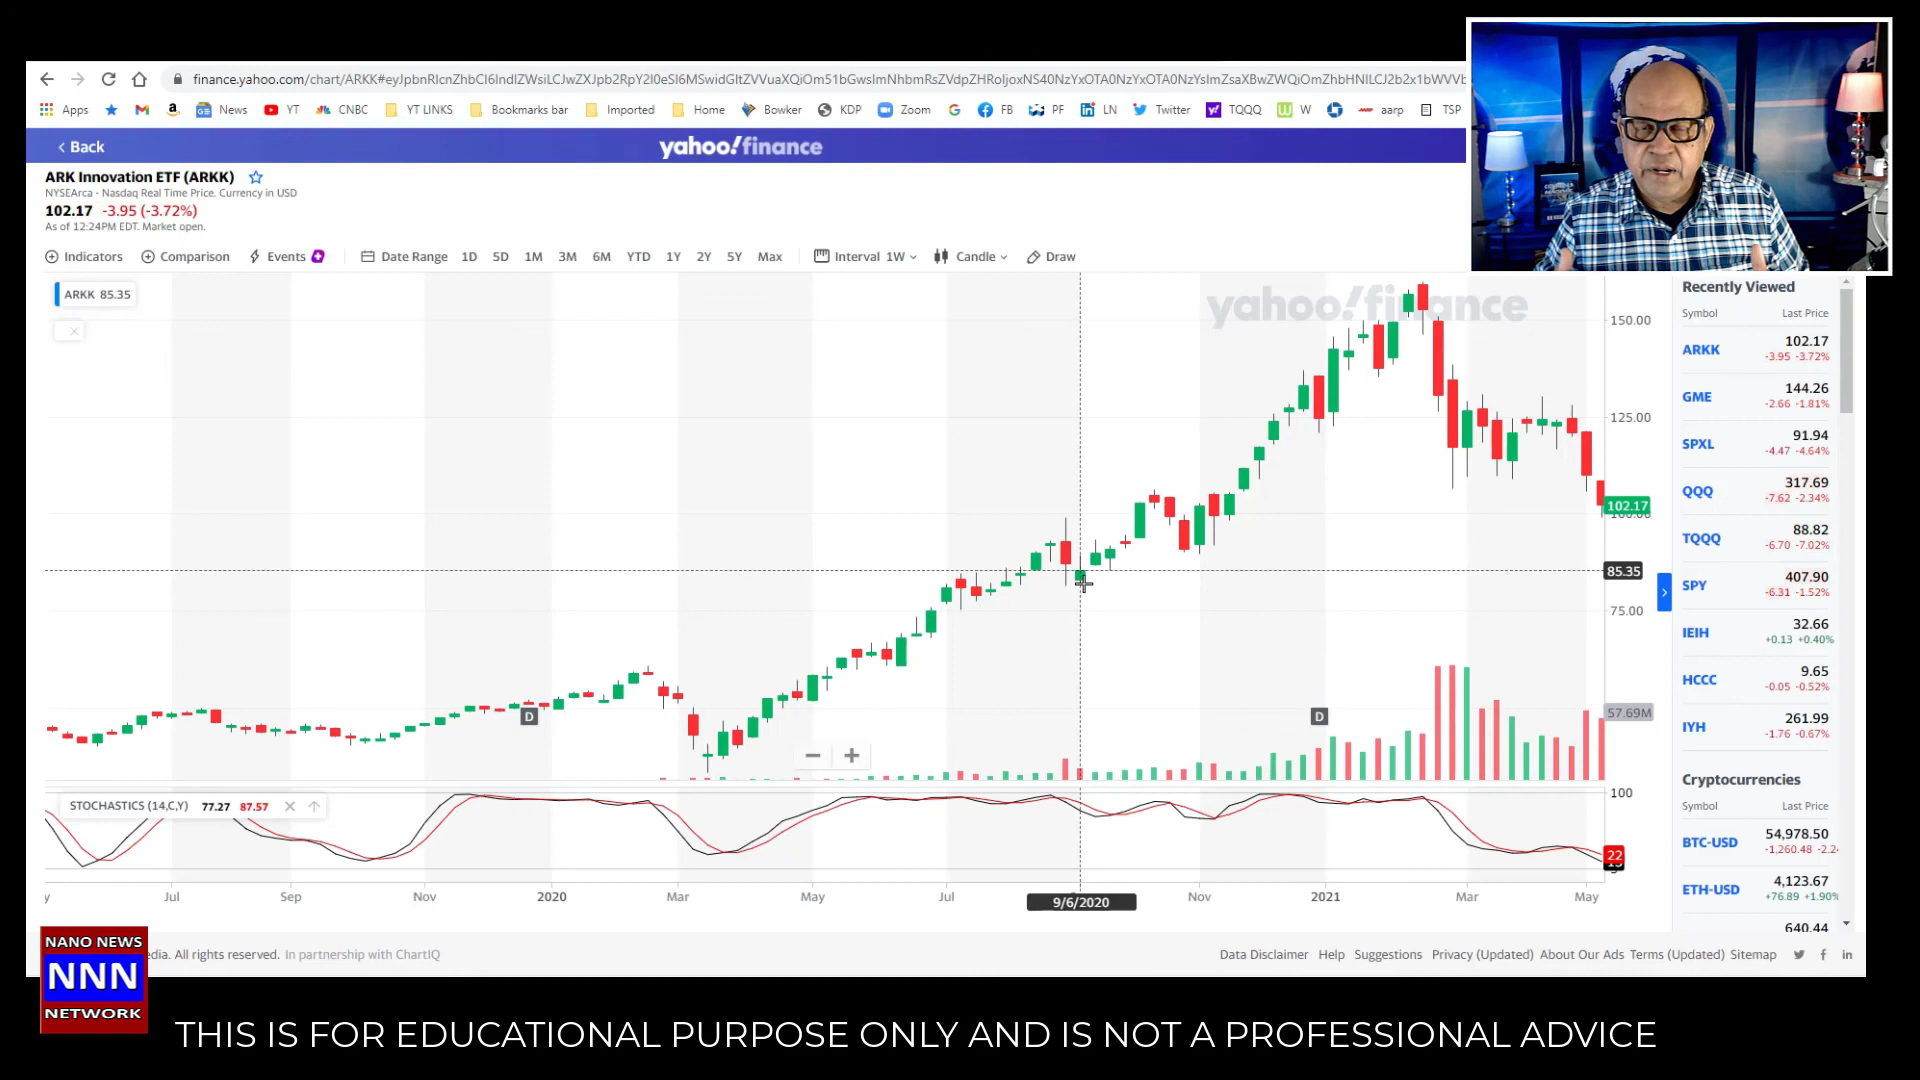 finance.yahoo.com/chart/ARKK#
Apps News YT CNBC YT LINKS Bookmarks bar Imported Home Bowker KDP Zoom FB PF LN Twitter TQQQ W aarp TSP
Back
yahoo!finance
ARK Innovation ETF (ARKK)
NYSEArca - Nasdaq Real Time Price. Currency in USD
102.17 -3.95 (-3.72%)
As of 12:24PM EDT. Market open.
Indicators Comparison Events Date Range 1D 5D 1M 3M 6M YTD 1Y 2Y 5Y Max Interval 1W Candle Draw
ARKK 85.35
yahoo!finance
150.00
125.00
102.17
100.00
85.35
75.00
57.69M
D
D
STOCHASTICS (14,C,Y) 77.27 87.57
100
22
Jul Sep Nov 2020 Mar May Jul 9/6/2020 Nov 2021 Mar May
Recently Viewed
Symbol Last Price
ARKK 102.17
-3.95 -3.72%
GME 144.26
-2.66 -1.81%
SPXL 91.94
-4.47 -4.64%
QQQ 317.69
-7.62 -2.34%
TQQQ 88.82
-6.70 -7.02%
SPY 407.90
-6.31 -1.52%
IEIH 32.66
+0.13 +0.40%
HCCC 9.65
-0.05 -0.52%
IYH 261.99
-1.76 -0.67%
Cryptocurrencies
Symbol Last Price
BTC-USD 54,978.50
-1,260.48 -2.24
ETH-USD 4,123.67
+76.89 +1.90%
640.44
edia. All rights reserved. In partnership with ChartIQ
Data Disclaimer Help Suggestions Privacy (Updated) About Our Ads Terms (Updated) Sitemap
NANO NEWS
NNN
NETWORK
THIS IS FOR EDUCATIONAL PURPOSE ONLY AND IS NOT A PROFESSIONAL ADVICE